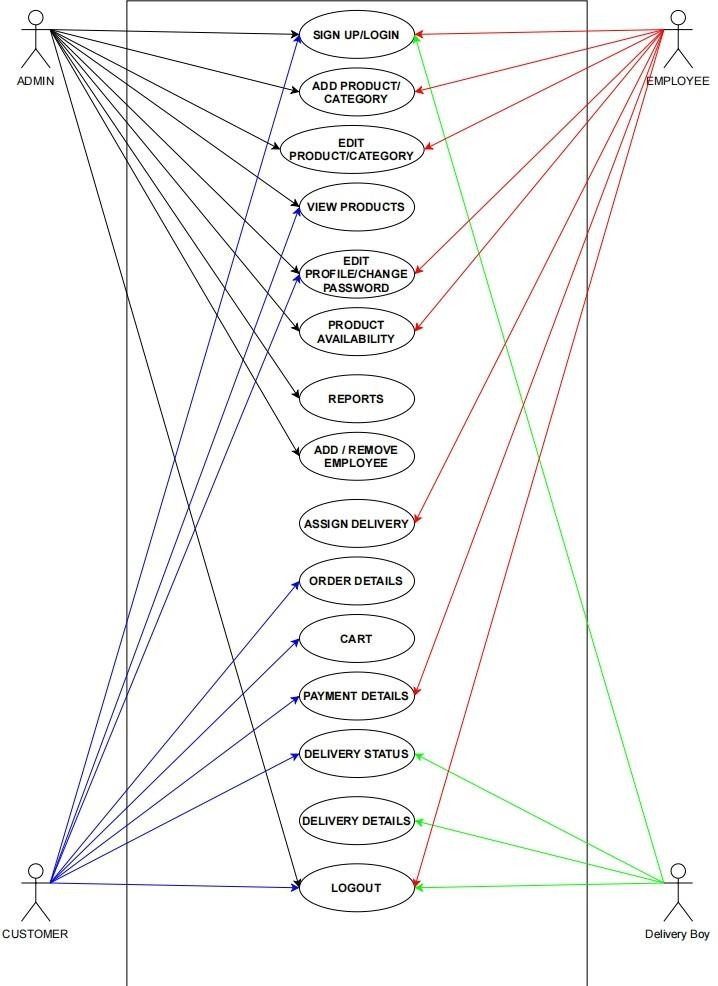 ADMIN
EMPLOYEE
SIGN UP/LOGIN
ADD PRODUCT/
CATEGORY
EDIT
PRODUCT/CATEGORY
VIEW PRODUCTS
EDIT
PROFILE/CHANGE
PASSWORD
PRODUCT
AVAILABILITY
REPORTS
ADD / REMOVE
EMPLOYEE
ASSIGN DELIVERY
ORDER DETAILS
CART
PAYMENT DETAILS
DELIVERY STATUS
DELIVERY DETAILS
LOGOUT
CUSTOMER
Delivery Boy